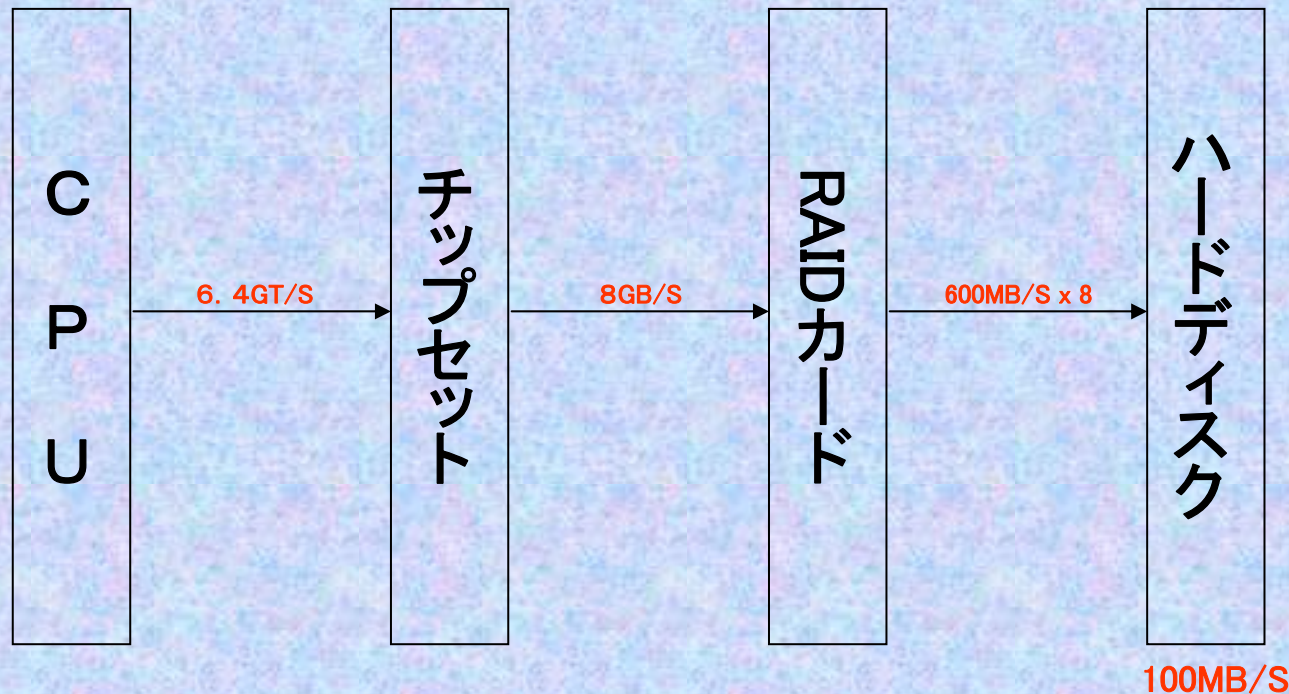 CPU
6. 4GT/S
チップセット
8GB/S
RAIDカード
600MB/S x 8
ハードディスク
100MB/S